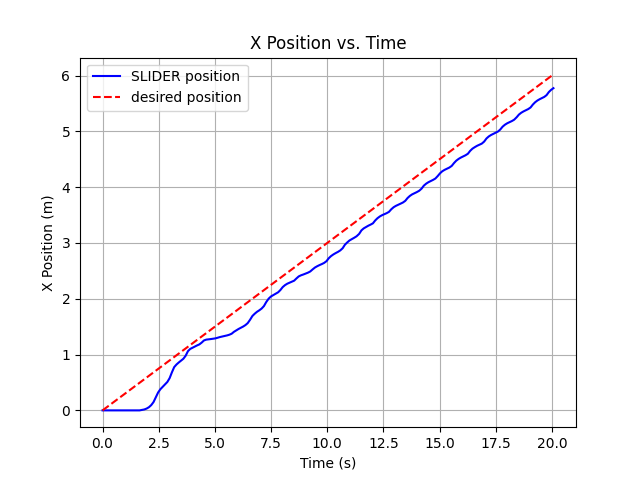 X Position vs. Time
SLIDER position
desired position
X Position (m)
6
5
4
3
2
1
0
0.0 2.5 5.0 7.5 10.0 12.5 15.0 17.5 20.0
Time (s)